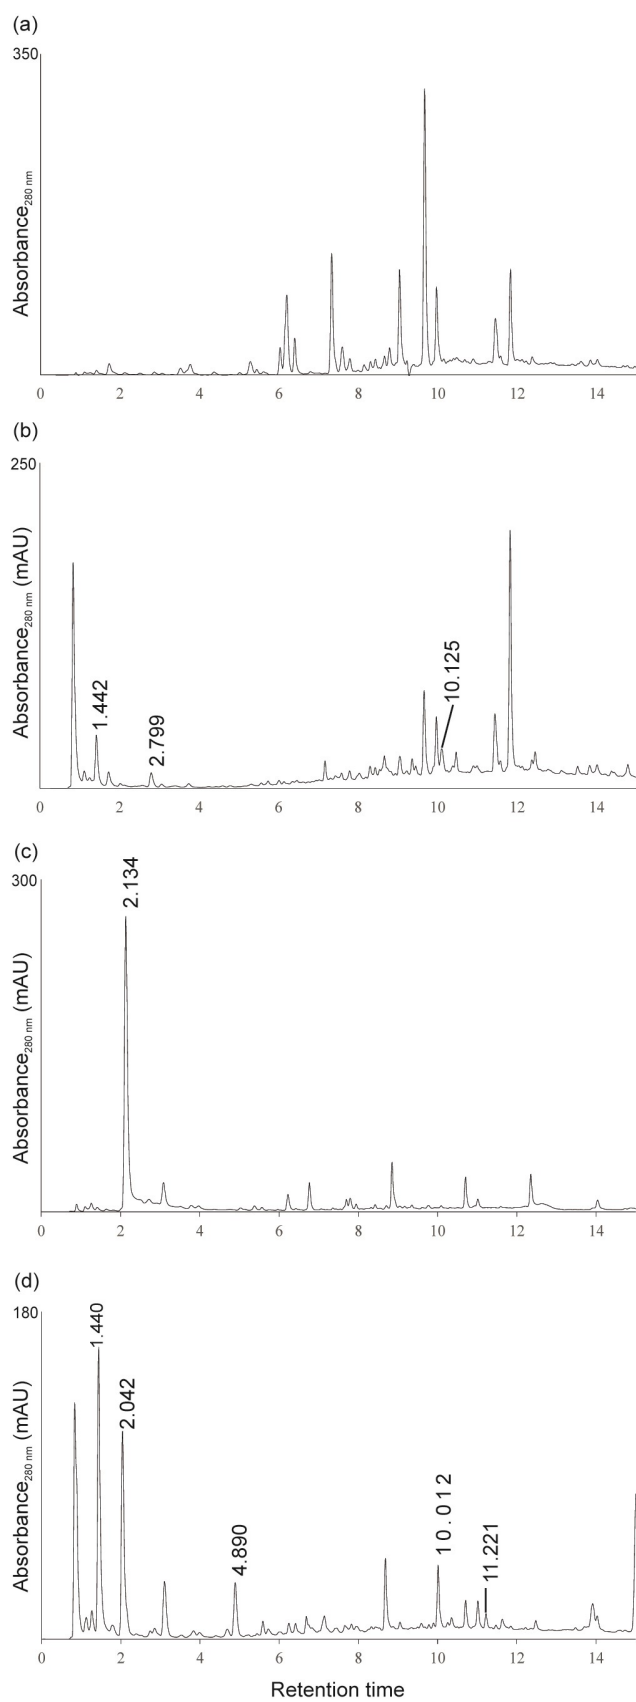 (a)
350
Absorbance280 nm
0 2 4 6 8 10 12 14
(b)
250
Absorbance280 nm (mAU)
1.442
2.799
10.125
0 2 4 6 8 10 12 14
(c)
300
Absorbance280 nm (mAU)
2.134
0 2 4 6 8 10 12 14
(d)
180
Absorbance280 nm (mAU)
1.440
2.042
4.890
10.012
11.221
0 2 4 6 8 10 12 14
Retention time